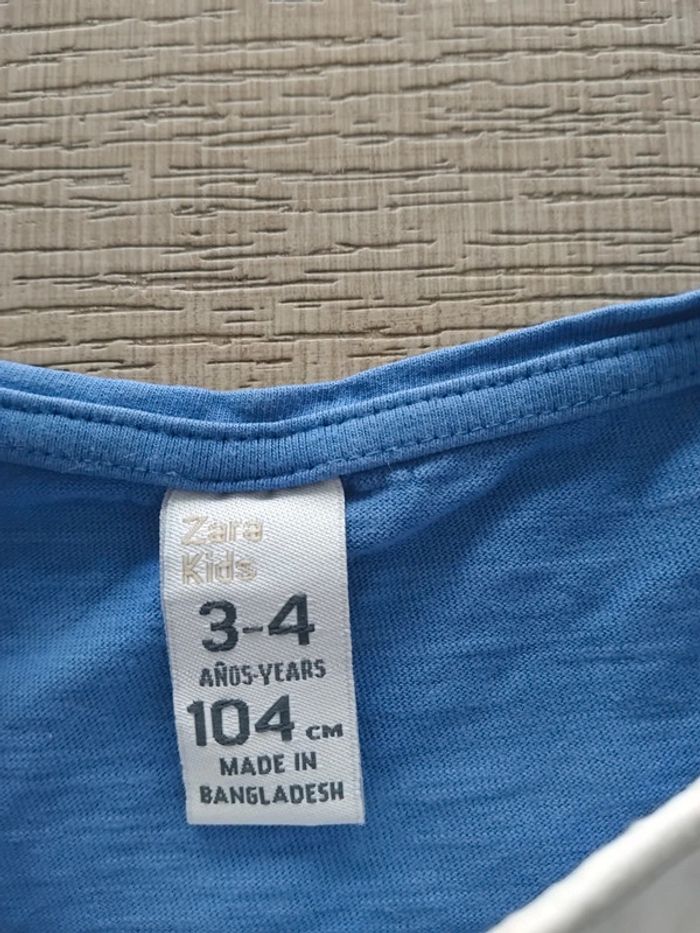 Zara
Kids
3-4
AÑOS-YEARS
104 CM
MADE IN
BANGLADESH